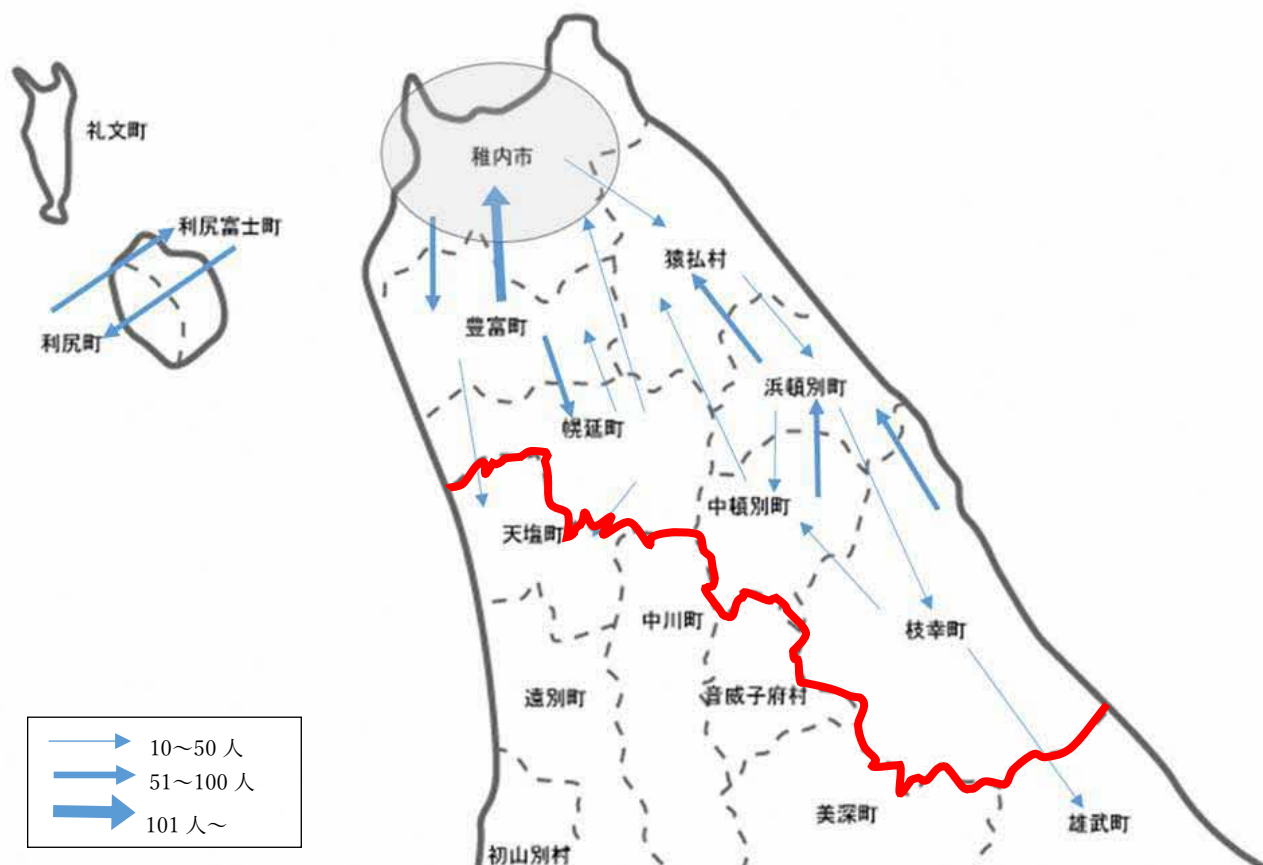 礼文町
稚内市
利尻富士町
猿払村
豊富町
利尻町
浜頓別町
幌延町
中頓別町
天塩町
中川町
枝幸町
遠別町
音威子府村
10～50 人
51～100 人
101 人～
美深町
雄武町
初山別村